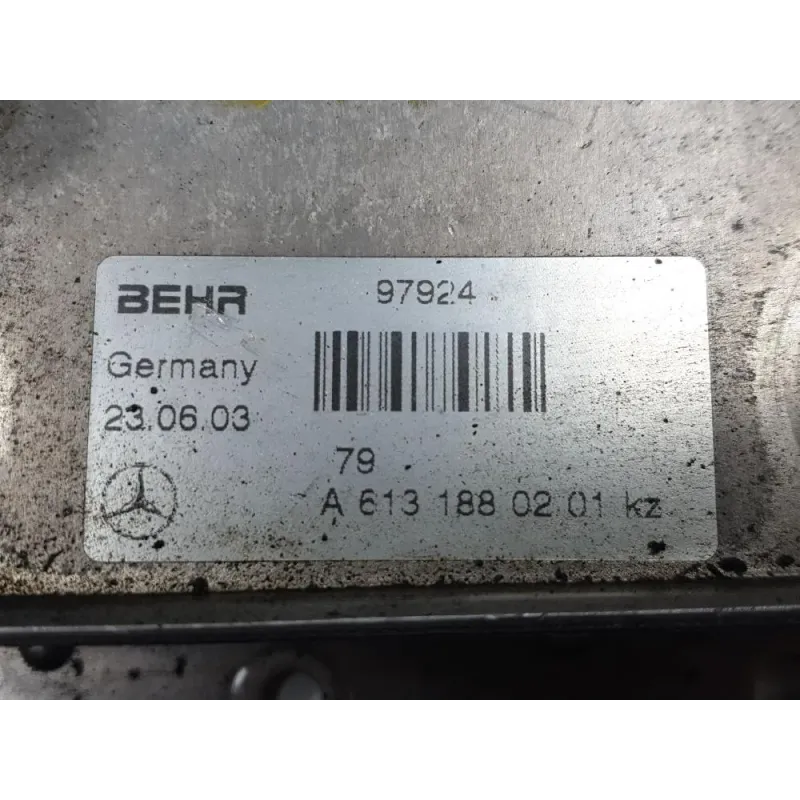 BEHR 97924
Germany
23.06.03
79
A 613 188 02 01 kz